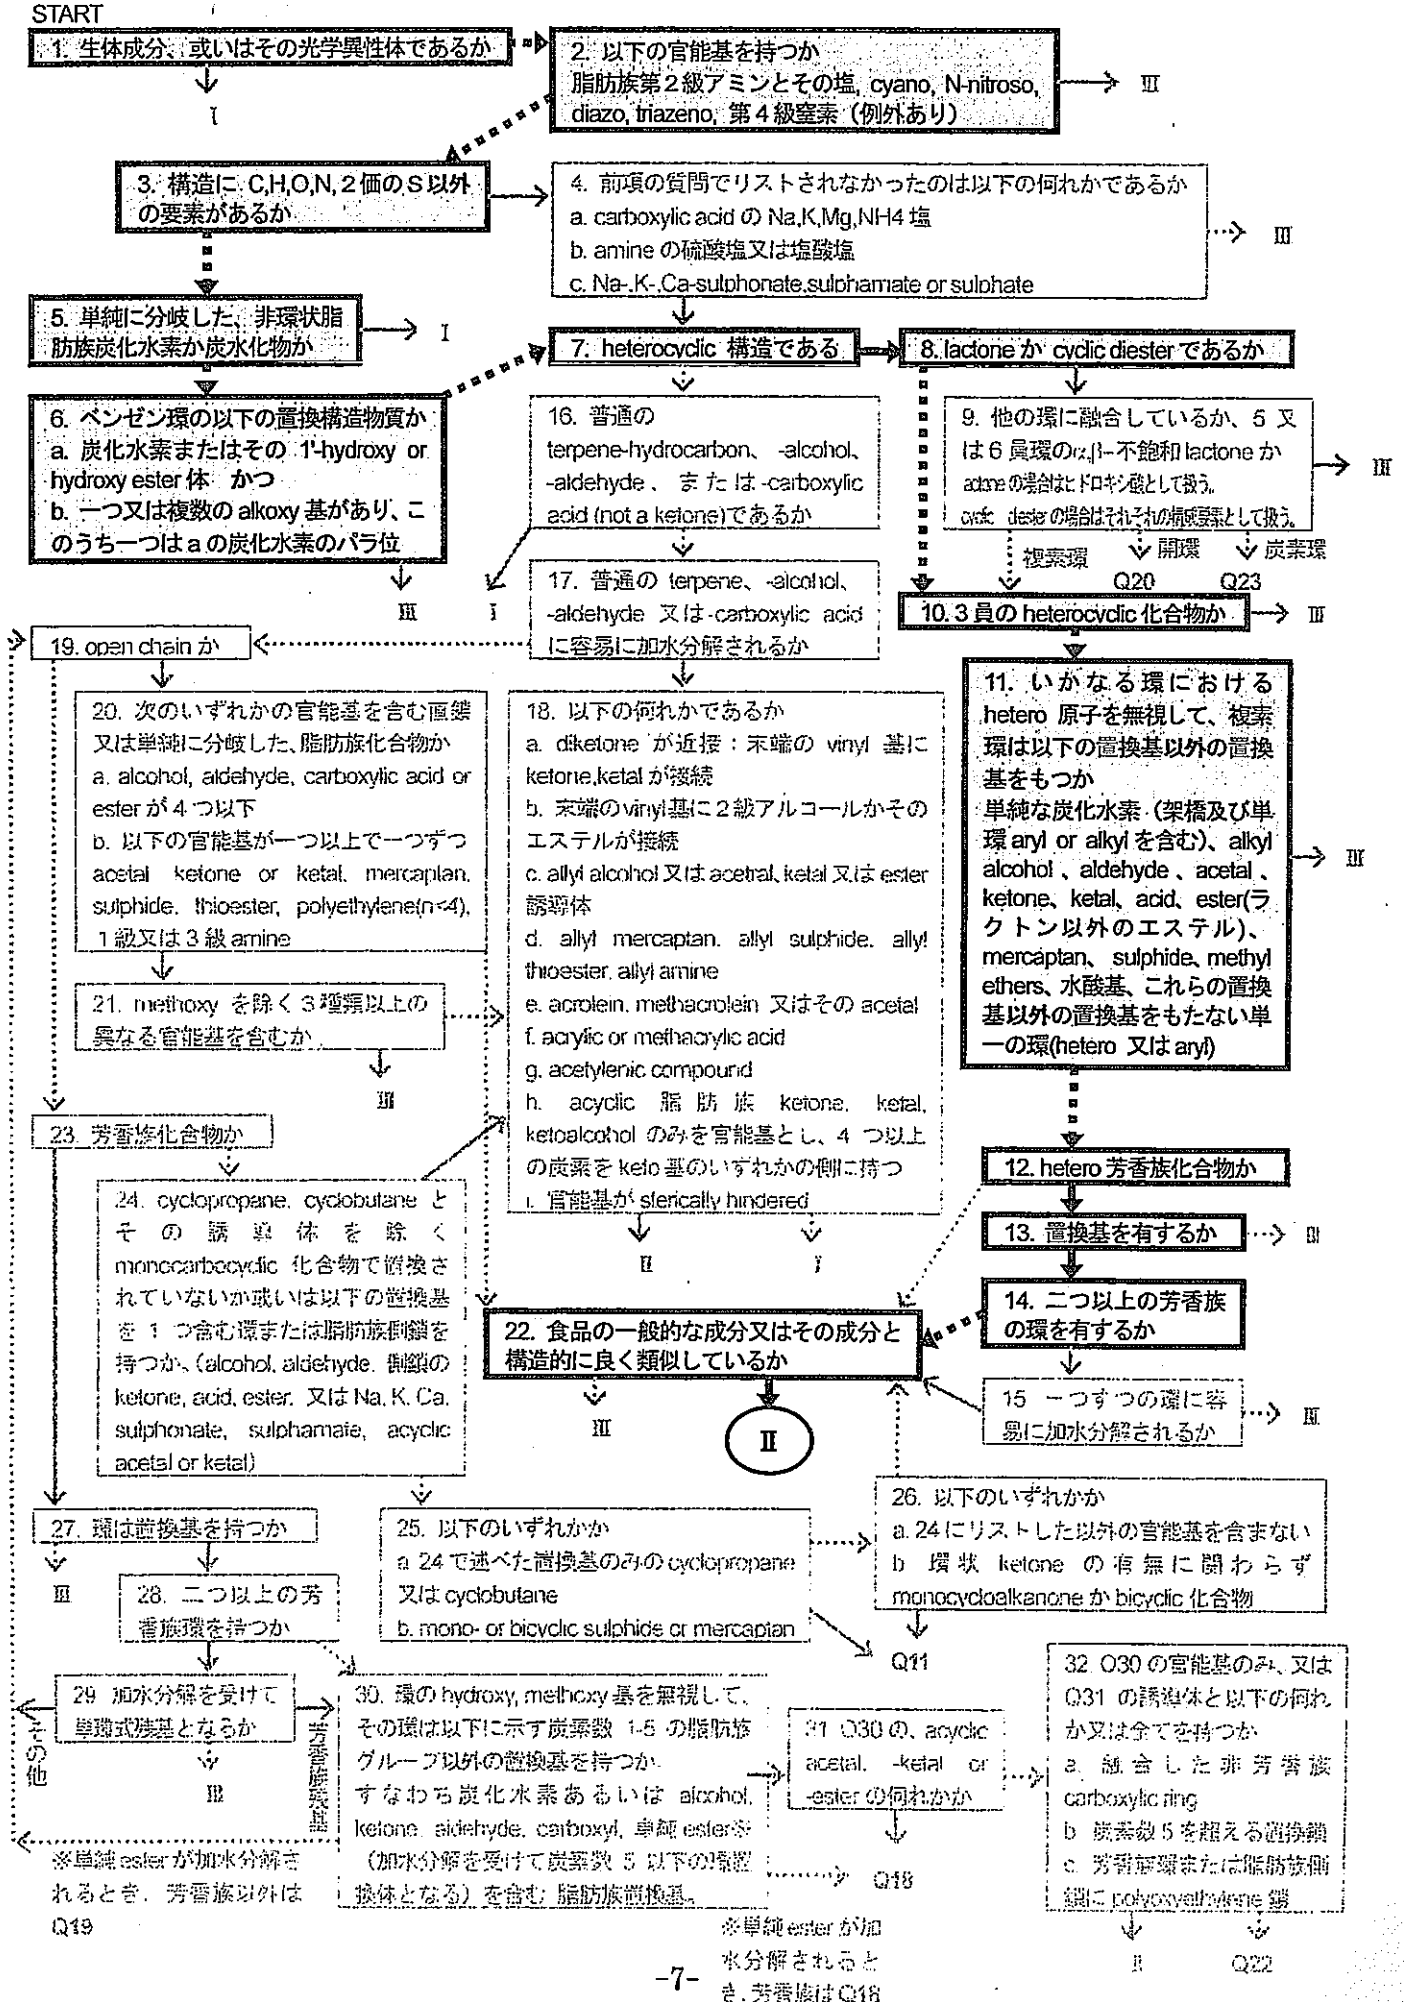 START
1. 生体成分、或いはその光学異性体であるか
I
2. 以下の官能基を持つか
脂肪族第2級アミンとその塩, cyano, N-nitroso,
diazo, triazeno, 第4級窒素（例外あり）
III
3. 構造に C,H,O,N,2価のS以外
の要素があるか
4. 前項の質問でリストされなかったのは以下の何れかであるか
a. carboxylic acid の Na,K,Mg,NH4 塩
b. amine の硫酸塩又は塩酸塩
c. Na-,K-,Ca-sulphonate,sulphamate or sulphate
III
5. 単純に分岐した、非環状脂
肪族炭化水素か炭水化物か
I
6. ベンゼン環の以下の置換構造物質か
a. 炭化水素またはその 1'-hydroxy or
hydroxy ester 体 かつ
b. 一つ又は複数の alkoxy 基があり、こ
のうち一つは a の炭化水素のパラ位
III
7. heterocyclic 構造である
8. lactone か cyclic diester であるか
9. 他の環に融合しているか、5 又
は6 員環のα,β-不飽和 lactone か
の場合はヒドロキシ酸として扱う。
cyclic diester の場合はそれぞれの構成要素として扱う。
III
複素環
開環
炭素環
Q20
Q23
10. 3 員の heterocyclic 化合物か
III
11. いかなる環における
hetero 原子を無視して、複素
環は以下の置換基以外の置換
基をもつか
単純な炭化水素（架橋及び単
環 aryl or alkyl を含む）、alkyl
alcohol、aldehyde、acetal、
ketone、ketal、acid、ester(ラ
クトン以外のエステル)、
mercaptan、sulphide、methyl
ethers、水酸基、これらの置換
基以外の置換基をもたない単
一の環(hetero 又は aryl)
III
12. hetero 芳香族化合物か
13. 置換基を有するか
III
14. 二つ以上の芳香族
の環を有するか
15 一つずつの環に容
易に加水分解されるか
III
16. 普通の
terpene-hydrocarbon、-alcohol、
-aldehyde、または-carboxylic
acid (not a ketone)であるか
I
17. 普通の terpene、-alcohol、
-aldehyde 又は-carboxylic acid
に容易に加水分解されるか
18. 以下の何れかであるか
a. diketone が近接：末端の vinyl 基に
ketone,ketal が接続
b. 末端のvinyl基に2級アルコールかその
エステルが接続
c. allyl alcohol 又は acetral, ketal 又は ester
誘導体
d. allyl mercaptan. allyl sulphide. allyl
thioester. allyl amine
e. acrolein. methacrolein 又はその acetal
f. acrylic or methacrylic acid
g. acetylenic compound
h. acyclic 脂肪族 ketone. ketal,
ketoalcohol のみを官能基とし、4 つ以上
の炭素を keto 基のいずれかの側に持つ
i. 官能基が sterically hindered
II
I
19. open chain か
20. 次のいずれかの官能基を含む直鎖
又は単純に分岐した、脂肪族化合物か
a. alcohol, aldehyde, carboxylic acid or
ester が 4 つ以下
b. 以下の官能基が一つ以上で一つずつ
acetal ketone or ketal. mercaptan,
sulphide. thioester, polyethylene(n<4),
1 級又は 3 級 amine
21. methoxy を除く 3 種類以上の
異なる官能基を含むか
III
22. 食品の一般的な成分又はその成分と
構造的に良く類似しているか
III
II
23. 芳香族化合物か
24. cyclopropane, cyclobutane と
その誘導体を除く
monocarbocyclic 化合物で置換さ
れていないか或いは以下の置換基
を 1 つ含む環または脂肪族側鎖を
持つか。(alcohol, aldehyde. 側鎖の
ketone, acid, ester. 又は Na, K, Ca,
sulphonate, sulphamate, acyclic
acetal or ketal)
25. 以下のいずれかか
a 24 で述べた置換基のみの cyclopropane
又は cyclobutane
b. mono- or bicyclic sulphide or mercaptan
26. 以下のいずれかか
a. 24 にリストした以外の官能基を含まない
b 環状 ketone の有無に関わらず
monocycloalkanone か bicyclic 化合物
Q11
27. 環は置換基を持つか
III
28. 二つ以上の芳
香族環を持つか
29 加水分解を受けて
単環式残基となるか
その他
芳香族残基
III
30. 環の hydroxy, methoxy 基を無視して、
その環は以下に示す炭素数 1-5 の脂肪族
グループ以外の置換基を持つか.
すなわち炭化水素あるいは alcohol,
ketone. aldehyde. carboxyl, 単純 ester※
（加水分解を受けて炭素数 5 以下の環置
換体となる）を含む 脂肪族置換基。
31 Q30 の、acyclic
acetal. -ketal or
-ester の何れかか
Q18
32. Q30 の官能基のみ、又は
Q31 の誘導体と以下の何れ
か又は全てを持つか
a. 融合した非芳香族
carboxylic ring
b 炭素数 5 を超える置換鎖
c. 芳香族環または脂肪族側
鎖に polyoxyethylene 鎖
II
Q22
※単純 ester が加水分解さ
れるとき. 芳香族以外は
Q19
※単純 ester が加
水分解されると
き. 芳香族は Q18
-7-